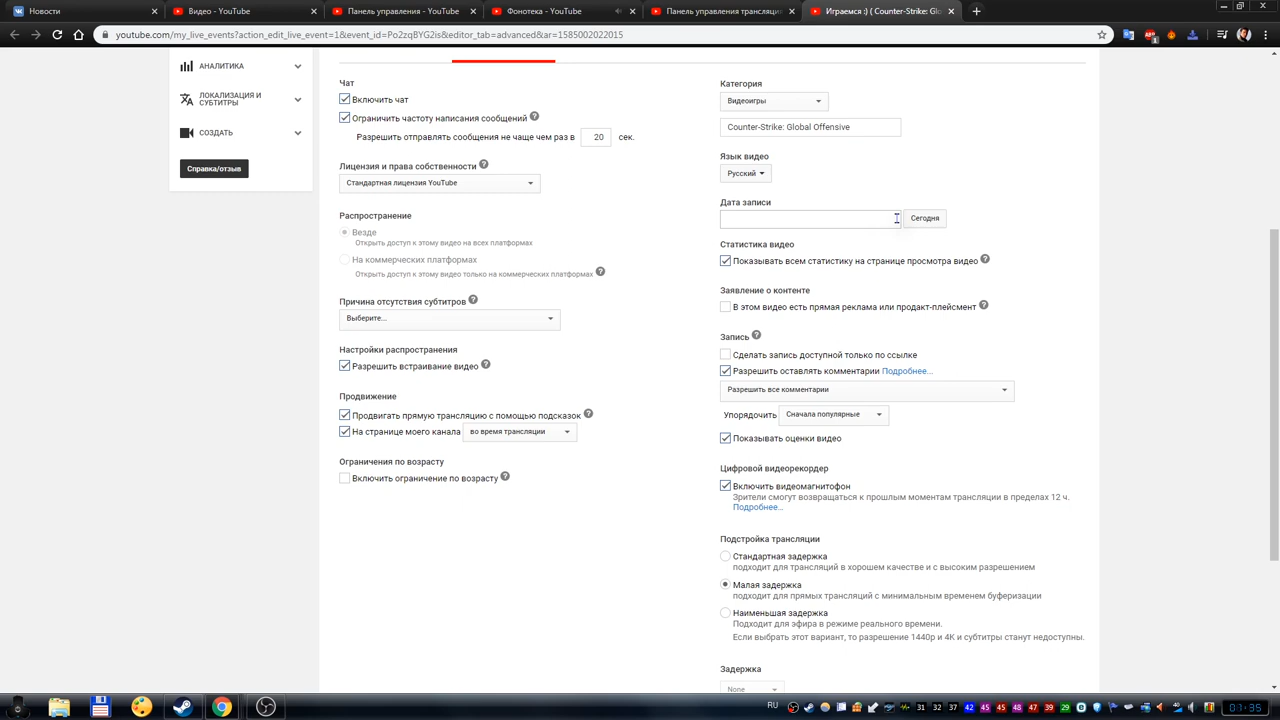 Новости
Видео - YouTube
Фонотека - YouTube
Панель управления трансляци
Играемся :) ( Counter-Strike: Glob
youtube.com/my_live_events?action_edit_live_event=1&event_id=Po2zqBYG2is&editor_tab=advanced&ar=1585002022015
АНАЛИТИКА
ЛОКАЛИЗАЦИЯ И
СУБТИТРЫ
СОЗДАТЬ
Справка/отзыв
Чат
Включить чат
Ограничить частоту написания сообщений
Разрешить отправлять сообщения не чаще чем раз в 20 сек.
Лицензия и права собственности
Стандартная лицензия YouTube
Распространение
Везде
Открыть доступ к этому видео на всех платформах
На коммерческих платформах
Открыть доступ к этому видео только на коммерческих платформах
Причина отсутствия субтитров
Выберите...
Настройки распространения
Разрешить встраивание видео
Продвижение
Продвигать прямую трансляцию с помощью подсказок
На странице моего канала во время трансляции
Ограничения по возрасту
Включить ограничение по возрасту
Категория
Видеоигры
Counter-Strike: Global Offensive
Язык видео
Русский
Дата записи
Сегодня
Статистика видео
Показывать всем статистику на странице просмотра видео
Заявление о контенте
В этом видео есть прямая реклама или продакт-плейсмент
Запись
Сделать запись доступной только по ссылке
Разрешить оставлять комментарии Подробнее...
Разрешить все комментарии
Упорядочить Сначала популярные
Показывать оценки видео
Цифровой видеорекордер
Включить видеомагнитофон
Зрители смогут возвращаться к прошлым моментам трансляции в пределах 12 ч.
Подробнее...
Подстройка трансляции
Стандартная задержка
подходит для трансляций в хорошем качестве и с высоким разрешением
Малая задержка
подходит для прямых трансляций с минимальным временем буферизации
Наименьшая задержка
Подходит для эфира в режиме реального времени.
Если выбрать этот вариант, то разрешение 1440p и 4K и субтитры станут недоступны.
Задержка
None
RU
01:35